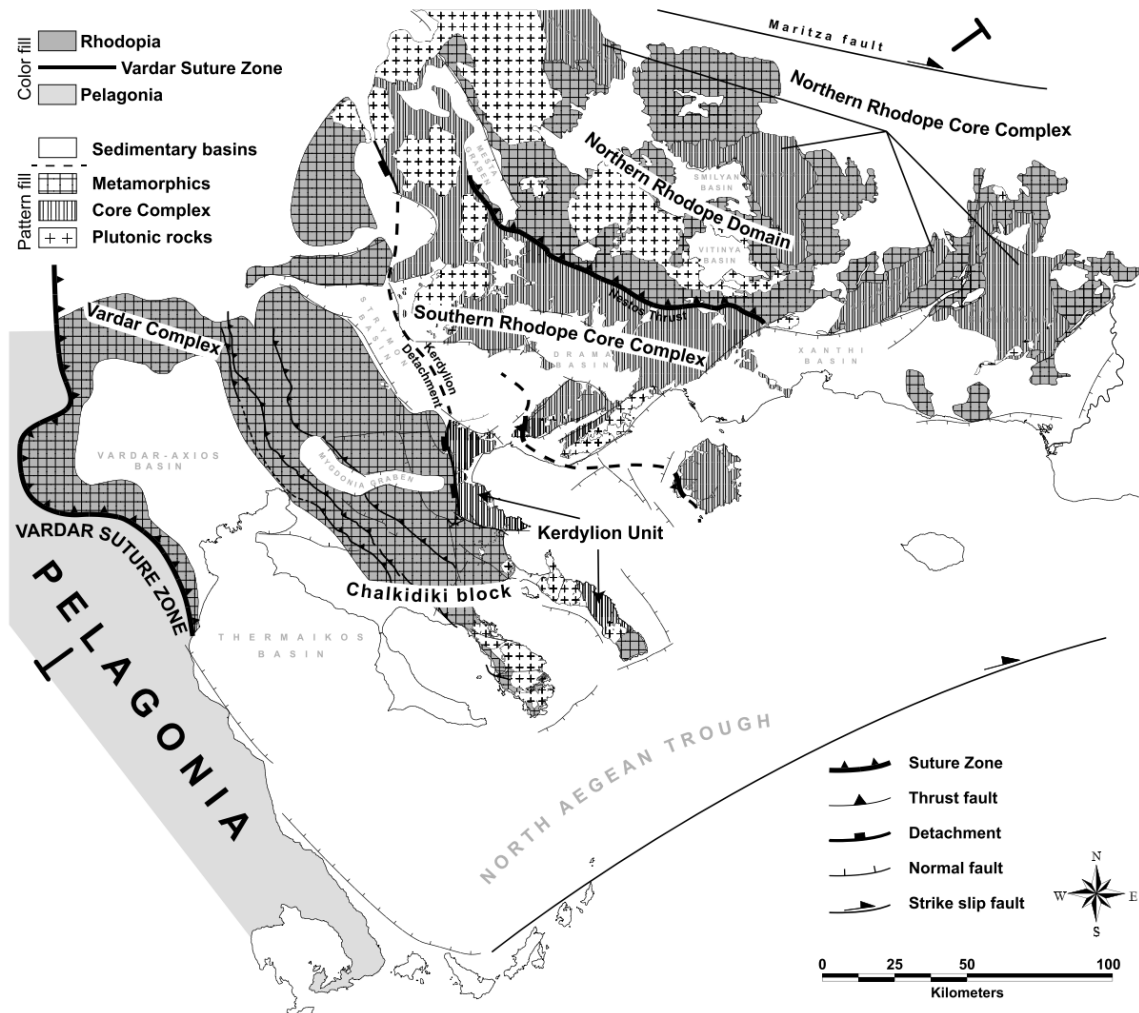 Color fill
Rhodopia
Vardar Suture Zone
Pelagonia
Pattern fill
Sedimentary basins
Metamorphics
Core Complex
Plutonic rocks
Maritza fault
Northern Rhodope Core Complex
MESTA
GRABEN
Northern Rhodope Domain
SMILYAN
BASIN
VITINYA
BASIN
Nestos Thrust
Southern Rhodope Core Complex
Vardar Complex
STRYMON
BASIN
Kerdylion
Detachment
DRAMA
BASIN
XANTHI
BASIN
VARDAR-AXIOS
BASIN
MYGDONIA GRABEN
VARDAR SUTURE ZONE
Kerdylion Unit
Chalkidiki block
PELAGONIA
THERMAIKOS
BASIN
NORTH AEGEAN TROUGH
Suture Zone
Thrust fault
Detachment
Normal fault
Strike slip fault
N
W E
S
0 25 50 100
Kilometers